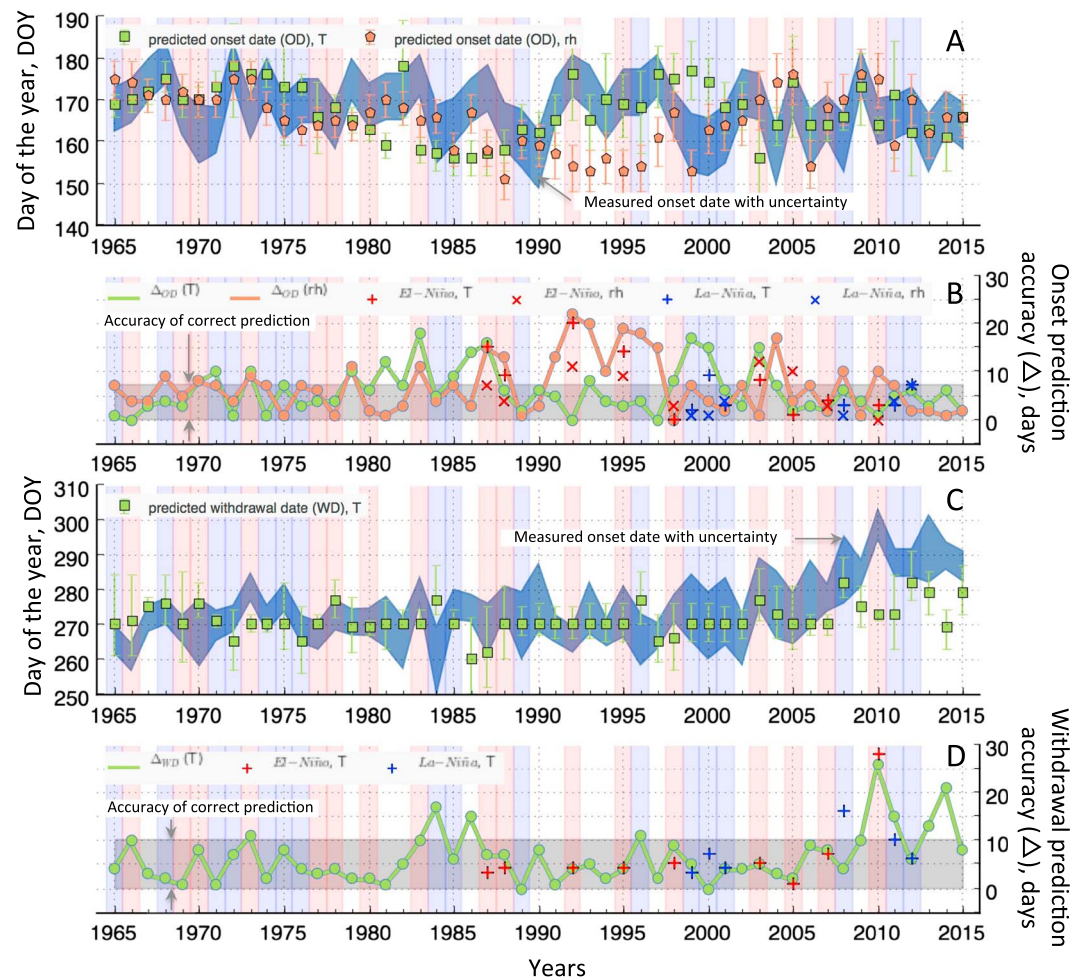 190
180
170
160
150
140
Day of the year, DOY
predicted onset date (OD), T
predicted onset date (OD), rh
A
Measured onset date with uncertainty
1965 1970 1975 1980 1985 1990 1995 2000 2005 2010 2015
Δ_OD (T)
Δ_OD (rh)
El−Niño, T
El−Niño, rh
La−Niña, T
La−Niña, rh
B
Accuracy of correct prediction
30
20
10
0
Onset prediction
accuracy (△), days
1965 1970 1975 1980 1985 1990 1995 2000 2005 2010 2015
310
300
290
280
270
260
250
Day of the year, DOY
predicted withdrawal date (WD), T
C
Measured onset date with uncertainty
1965 1970 1975 1980 1985 1990 1995 2000 2005 2010 2015
Δ_WD (T)
El−Niño, T
La−Niña, T
D
Accuracy of correct prediction
30
20
10
0
Withdrawal prediction
accuracy (△), days
1965 1970 1975 1980 1985 1990 1995 2000 2005 2010 2015
Years